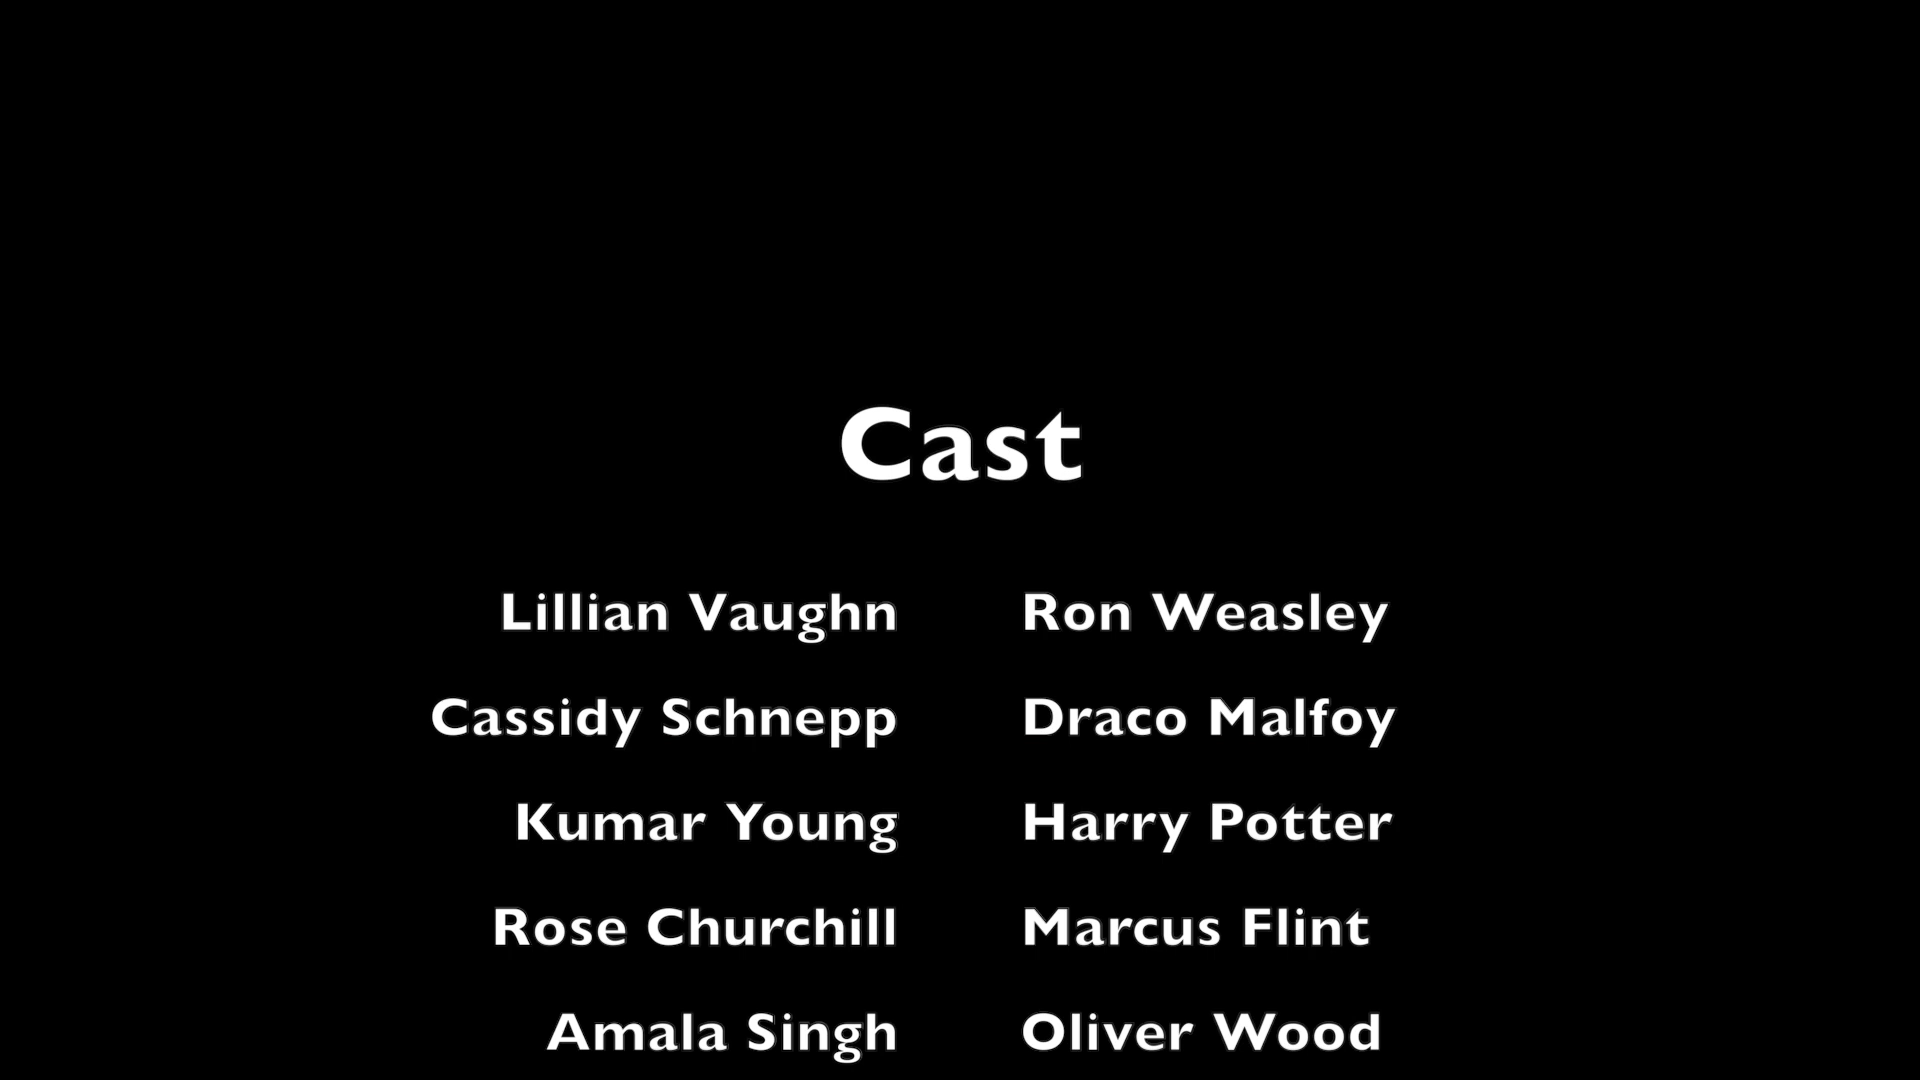 Cast
Lillian Vaughn Ron Weasley
Cassidy Schnepp Draco Malfoy
Kumar Young Harry Potter
Rose Churchill Marcus Flint
Amala Singh Oliver Wood